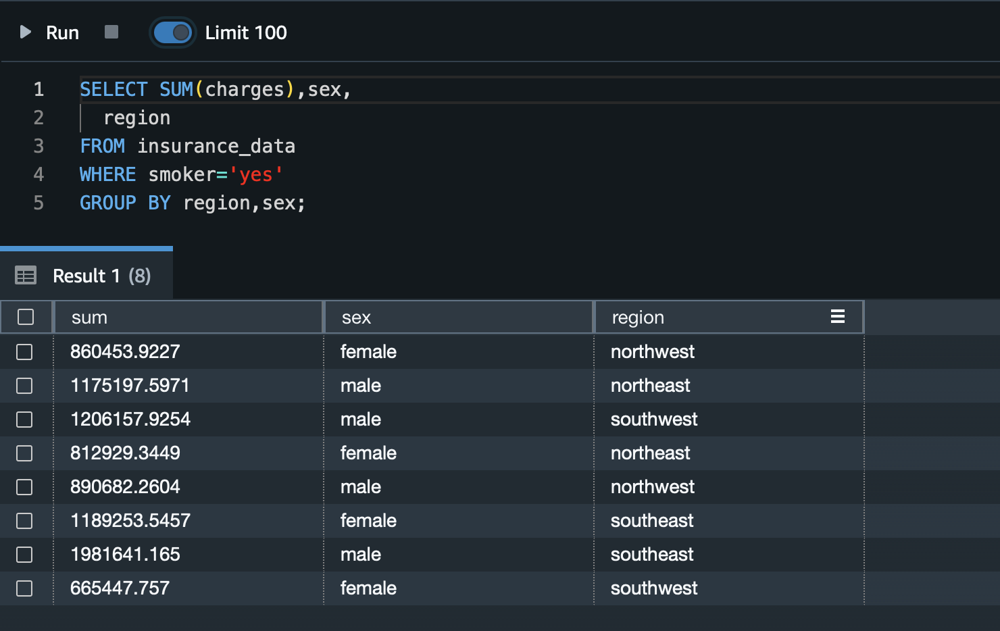 Run Limit 100
1 SELECT SUM(charges),sex,
2 region
3 FROM insurance_data
4 WHERE smoker='yes'
5 GROUP BY region,sex;
Result 1 (8)
sum sex region
860453.9227 female northwest
1175197.5971 male northeast
1206157.9254 male southwest
812929.3449 female northeast
890682.2604 male northwest
1189253.5457 female southeast
1981641.165 male southeast
665447.757 female southwest